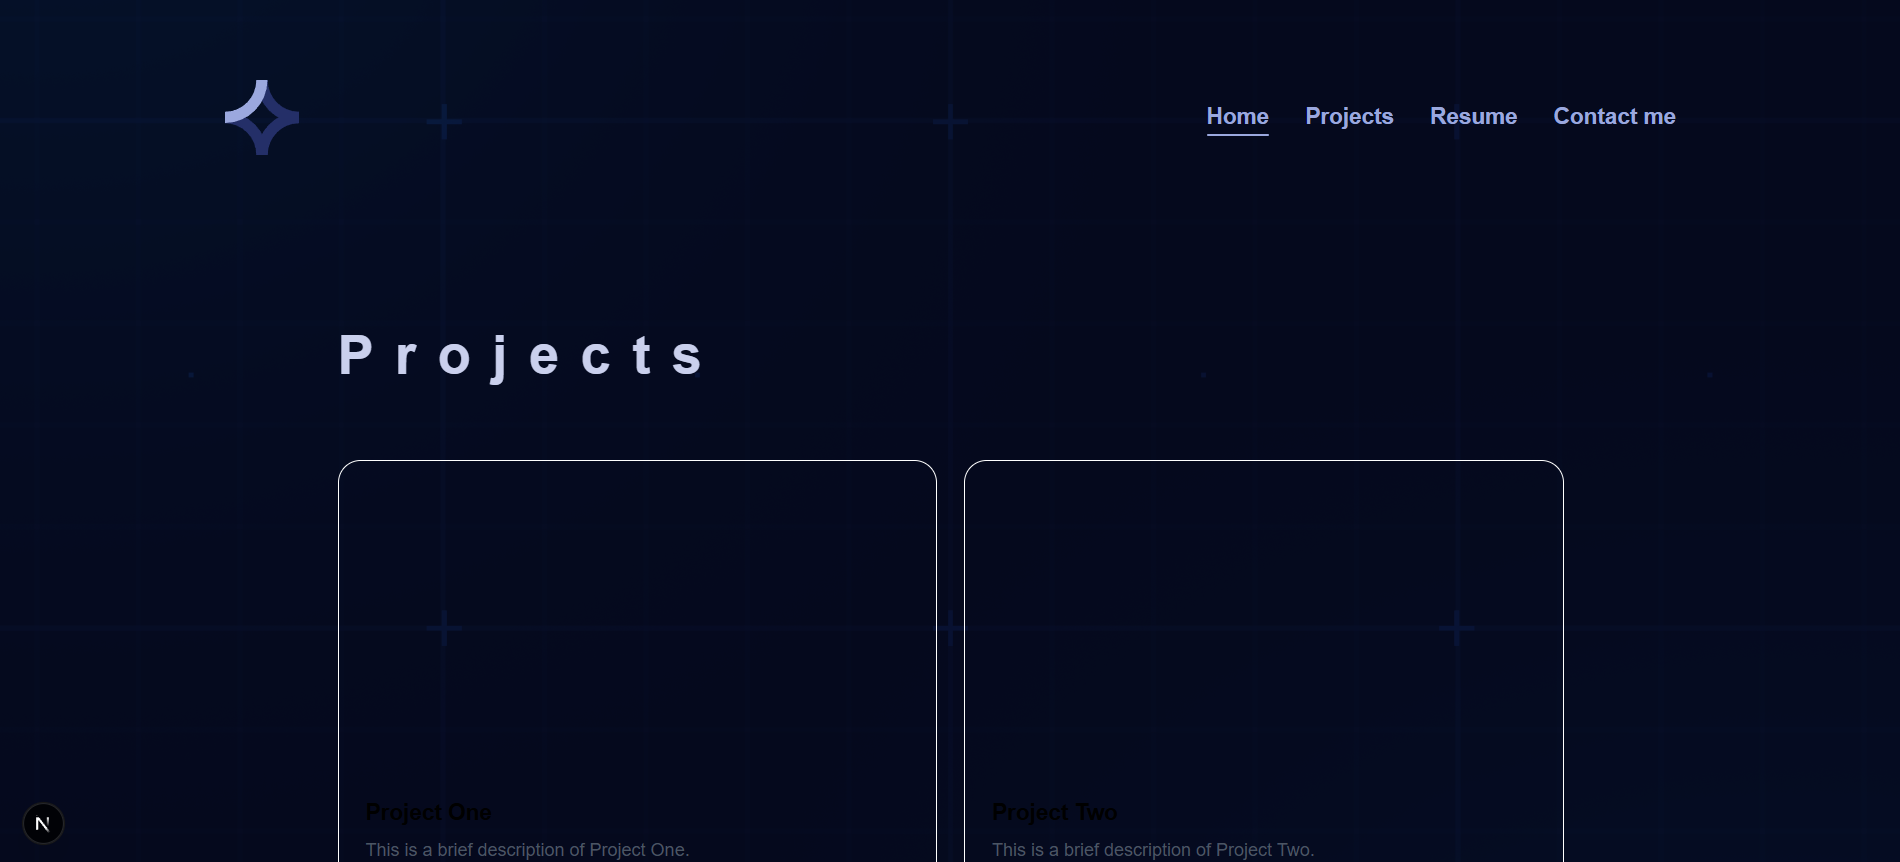 Home Projects Resume Contact me
Projects
Project One
Project Two
This is a brief description of Project One.
This is a brief description of Project Two.
N